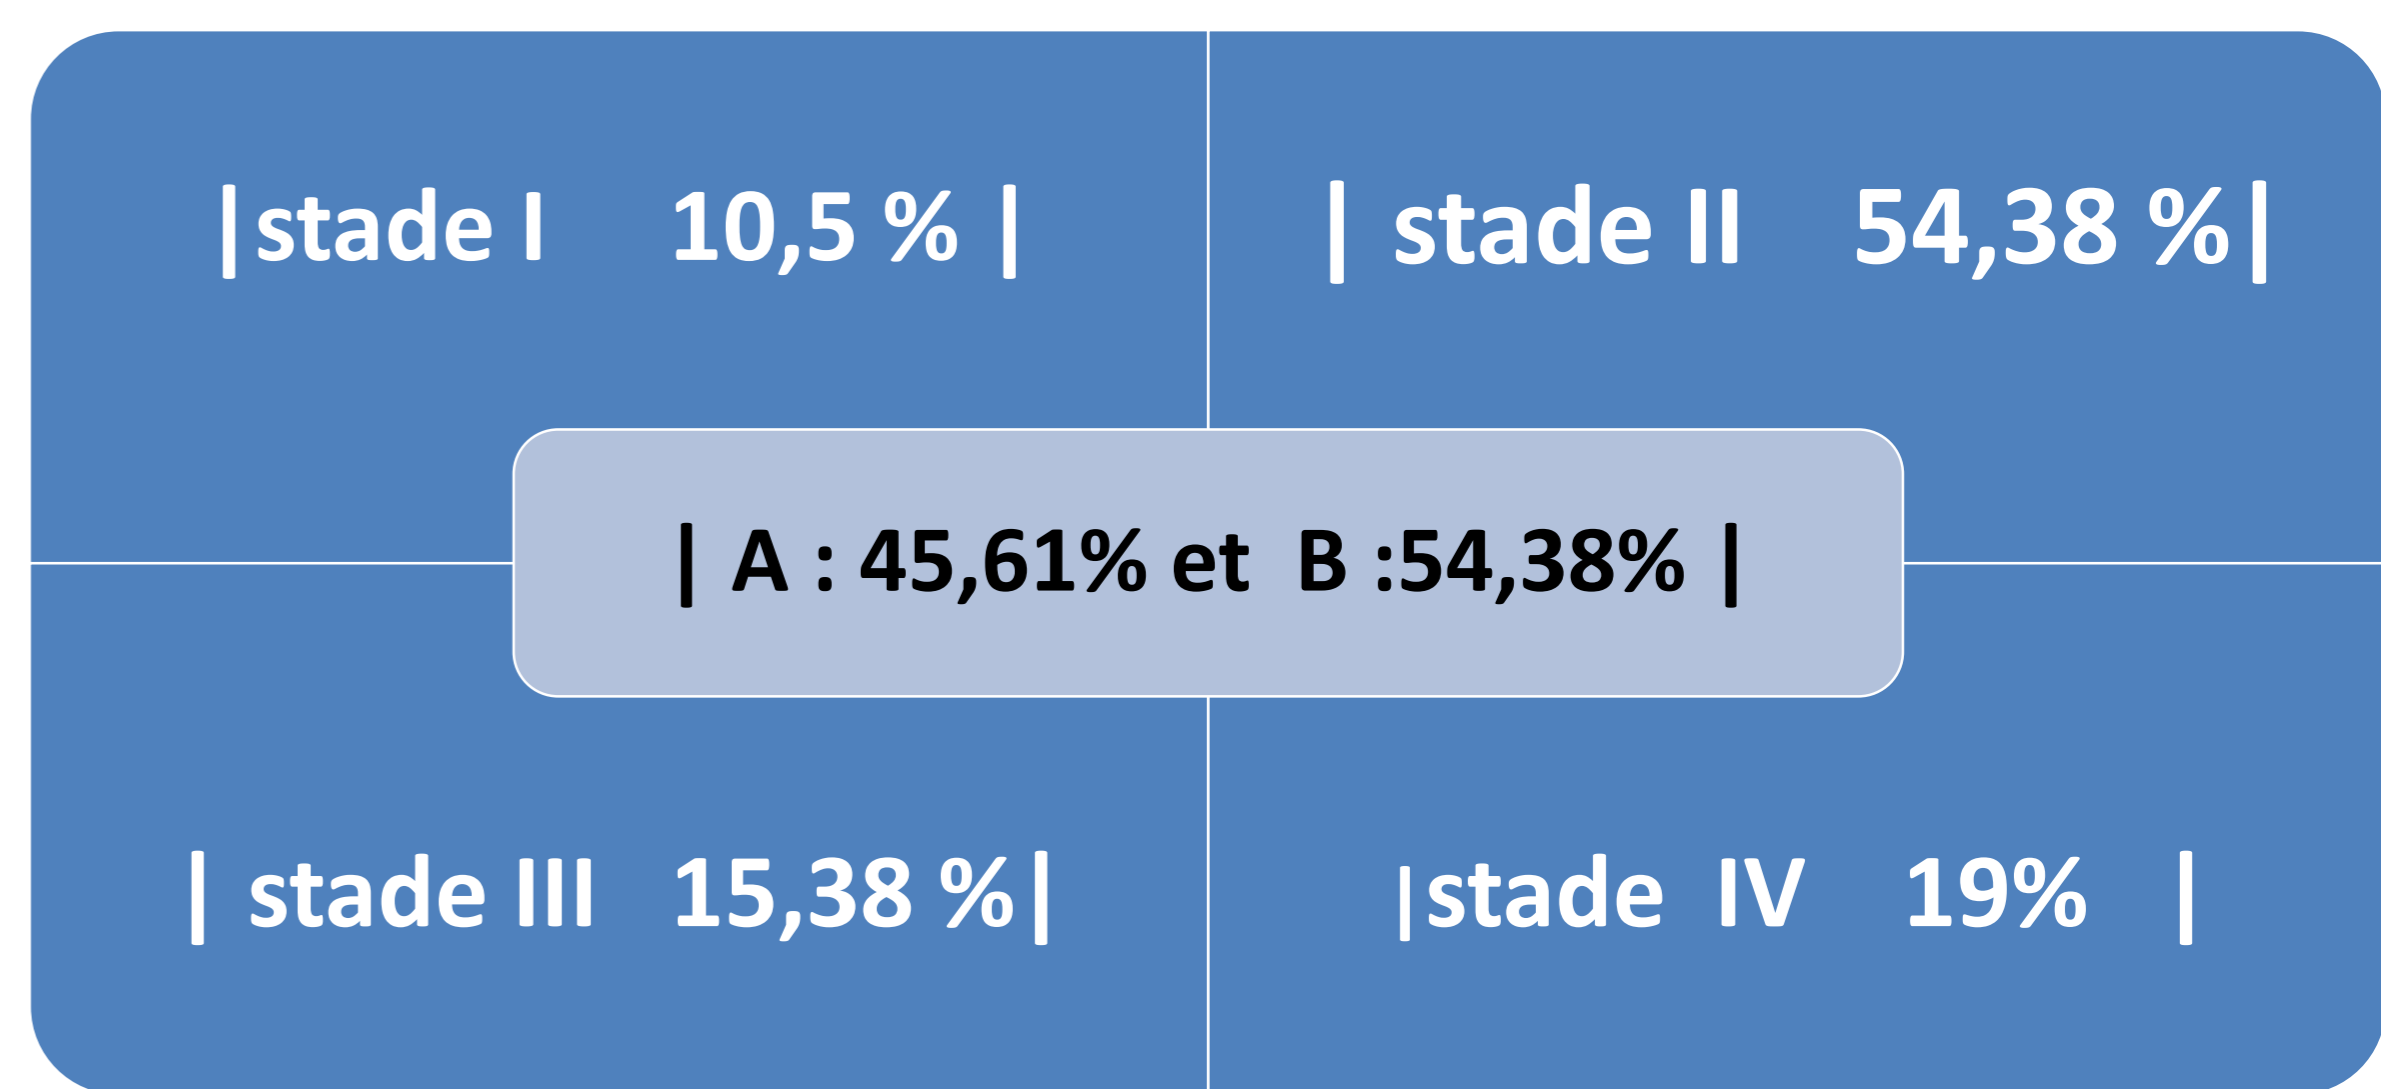 |stade I 10,5 % |
| stade II 54,38 %|
| A : 45,61% et B :54,38% |
| stade III 15,38 %|
|stade IV 19% |